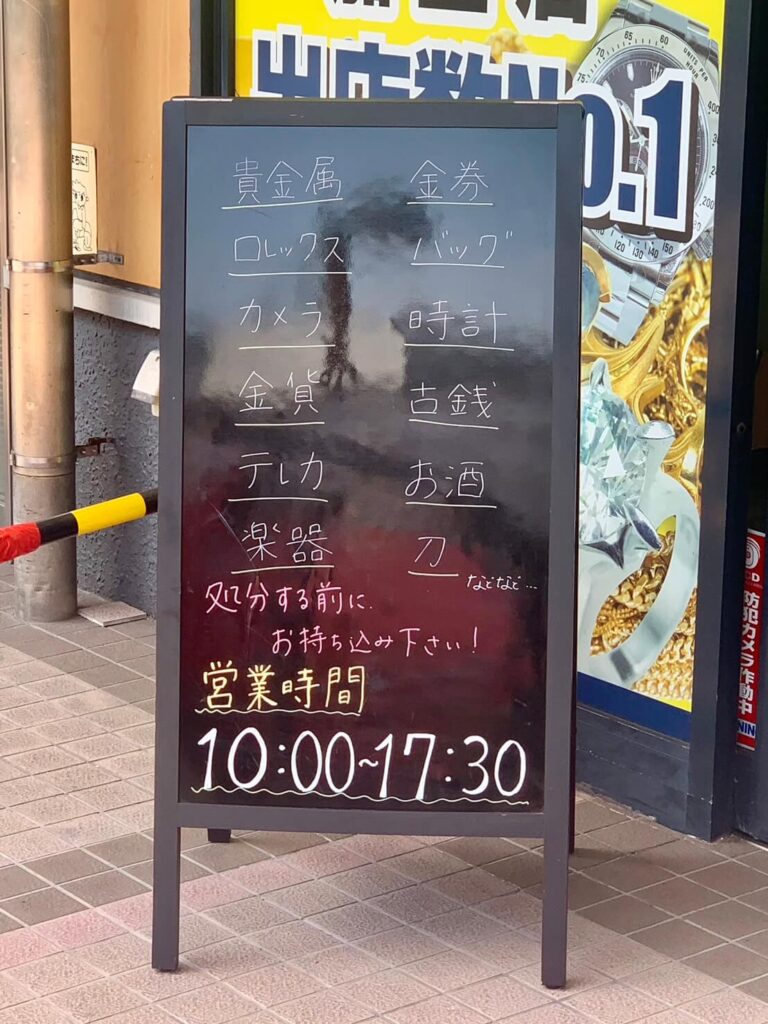 出店数No.1
貴金属 金券
ロレックス バッグ
カメラ 時計
金貨 古銭
テレカ お酒
楽器 刀
などなど…
処分する前に
お持ち込み下さい!
営業時間
10:00~17:30
防犯カメラ作動中
UNITS PER HOUR